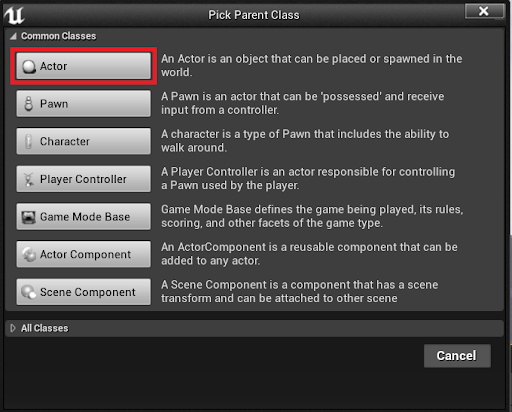 Pick Parent Class
Common Classes
Actor
An Actor is an object that can be placed or spawned in the
world.
Pawn
A Pawn is an actor that can be 'possessed' and receive
input from a controller.
Character
A character is a type of Pawn that includes the ability to
walk around.
Player Controller
A Player Controller is an actor responsible for controlling
a Pawn used by the player.
Game Mode Base
Game Mode Base defines the game being played, its rules,
scoring, and other facets of the game type.
Actor Component
An ActorComponent is a reusable component that can be
added to any actor.
Scene Component
A Scene Component is a component that has a scene
transform and can be attached to other scene
All Classes
Cancel